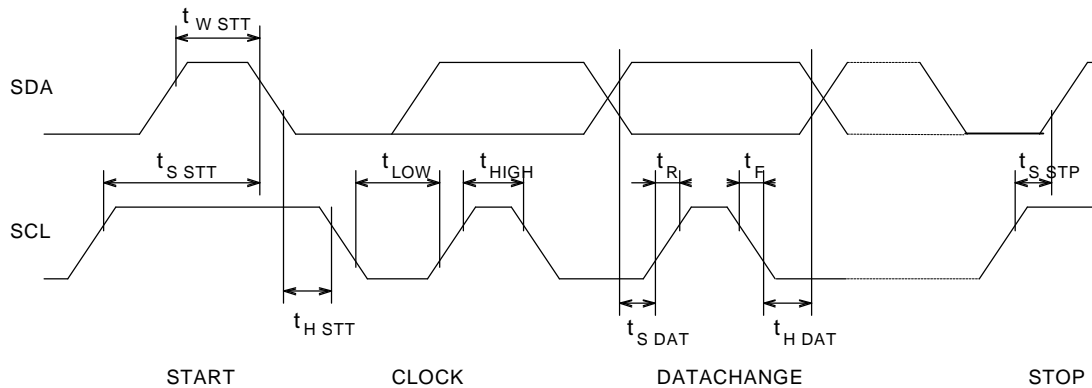 t W STT
SDA
t S STT
t LOW
t HIGH
t R
t F
t S STP
SCL
t H STT
t S DAT
t H DAT
START
CLOCK
DATACHANGE
STOP